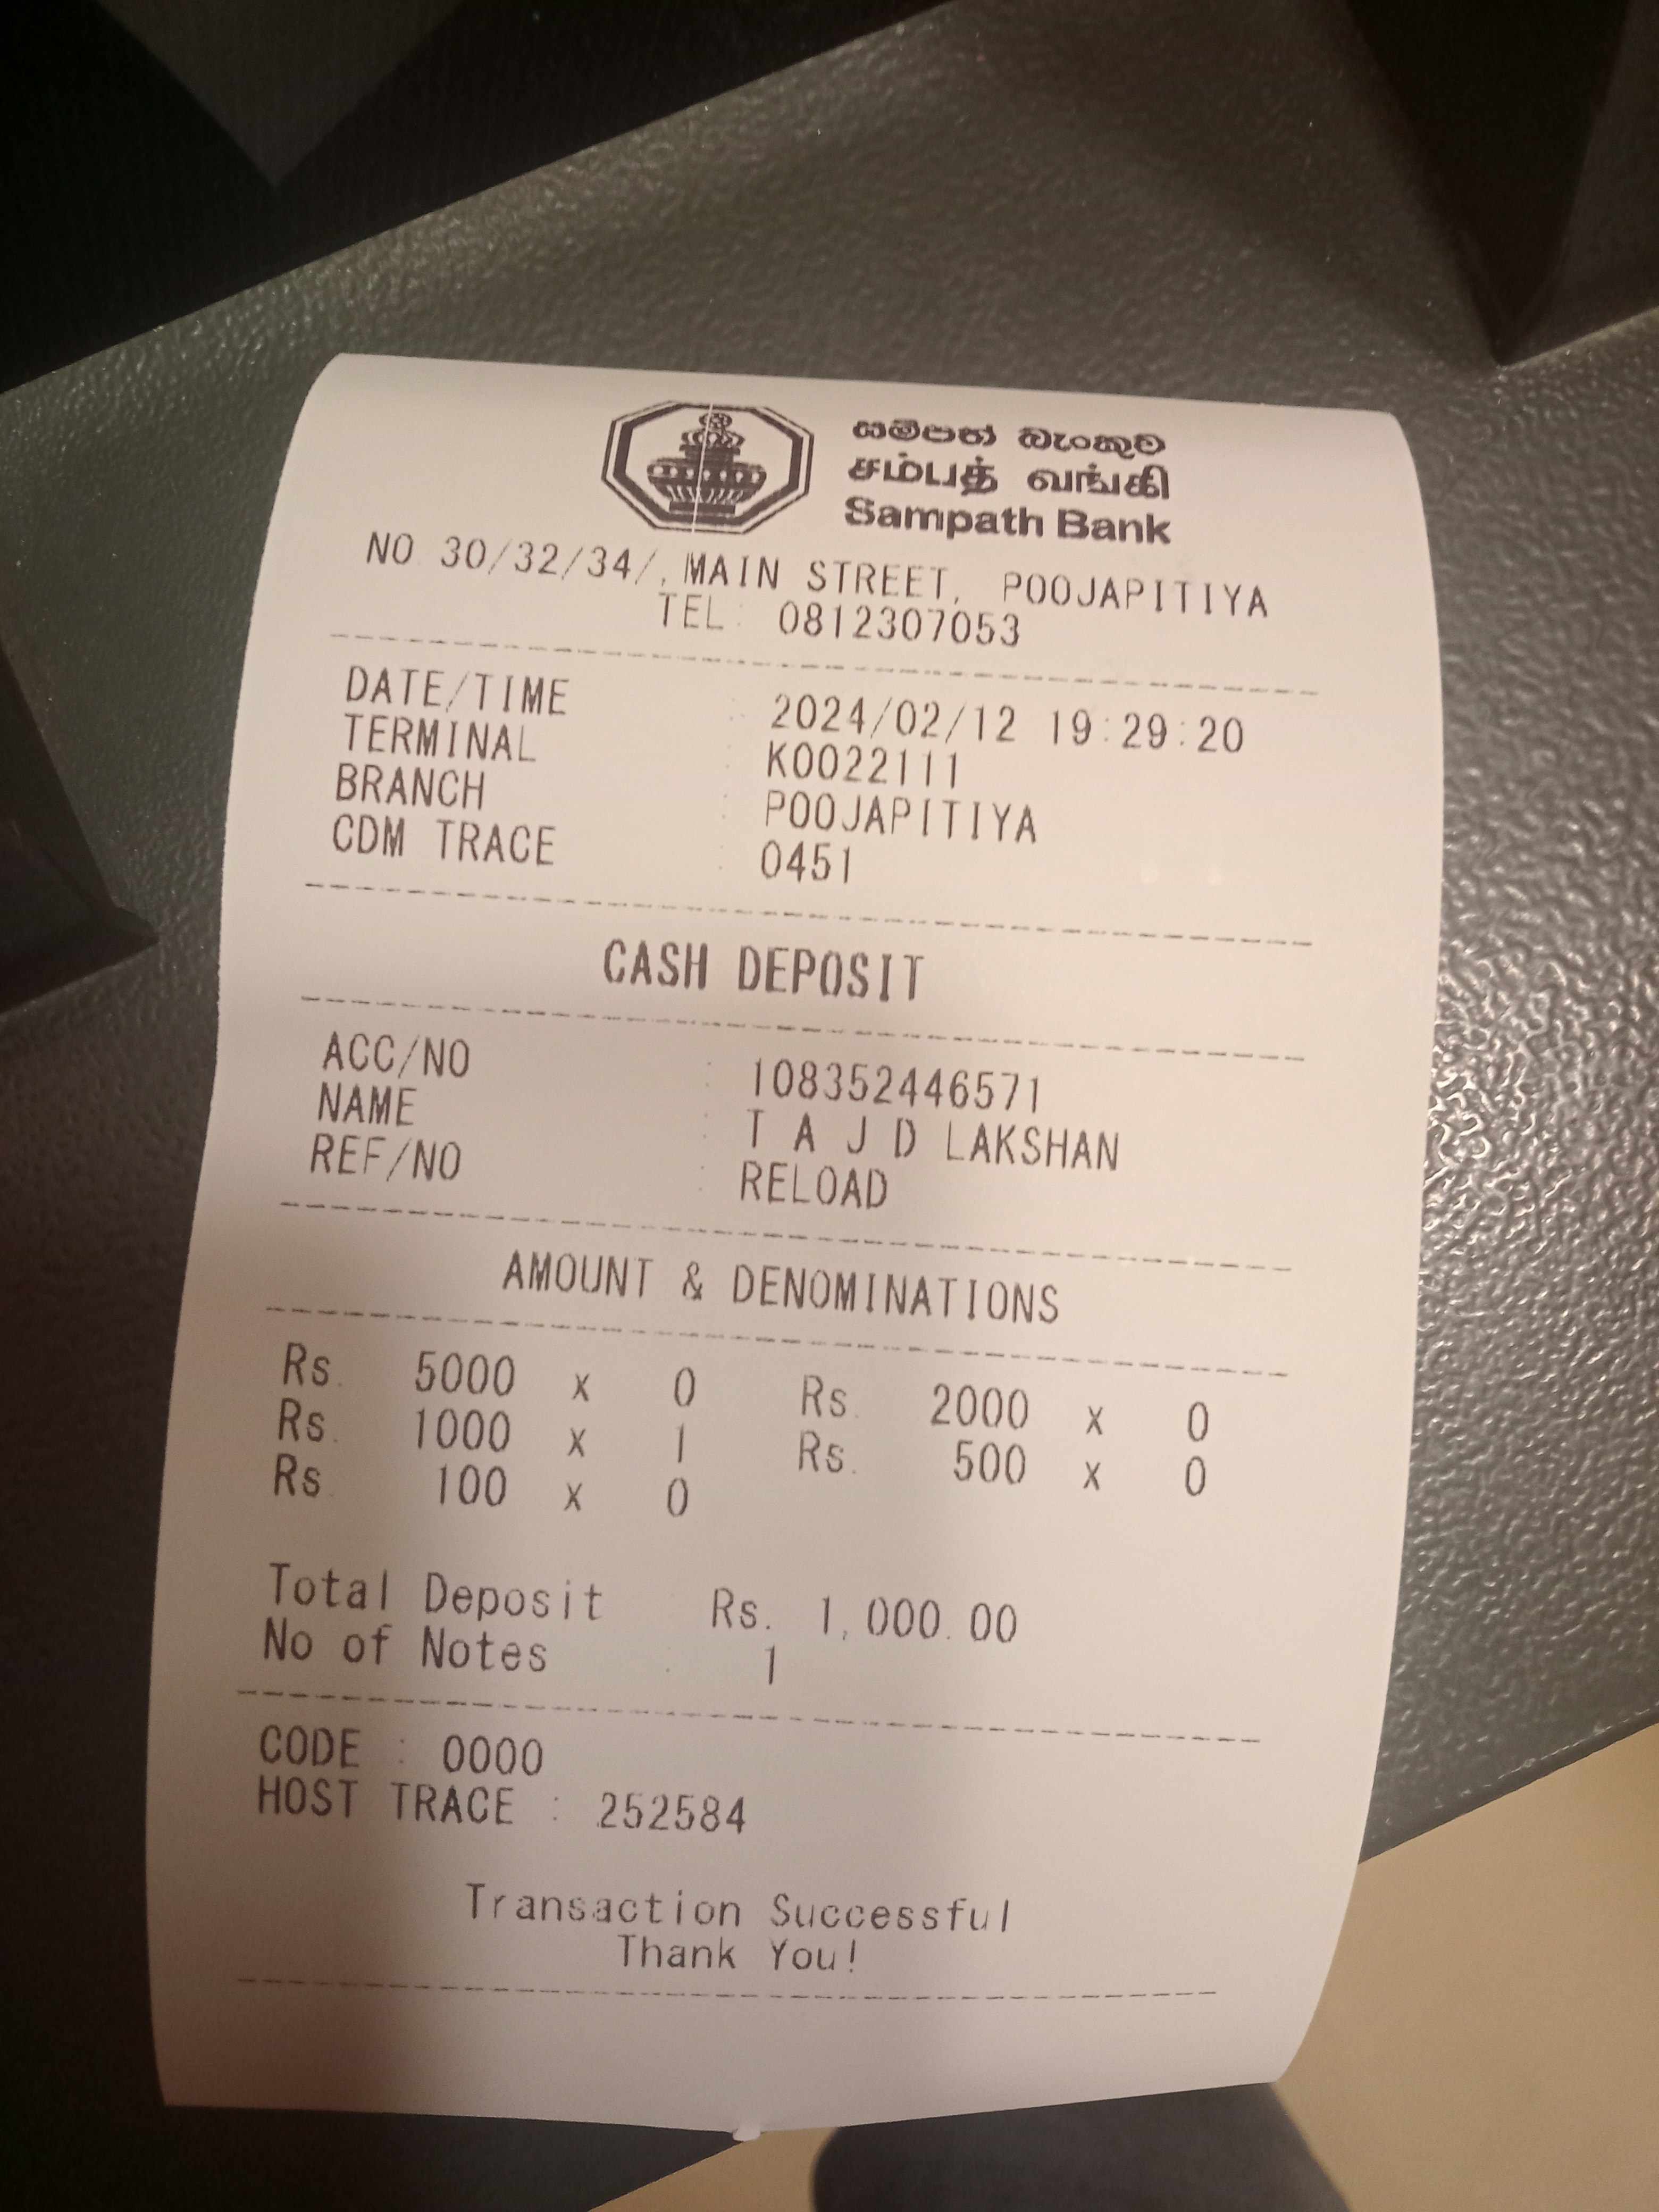 සම්පත් බැංකුව
சம்பத் வங்கி
Sampath Bank
NO 30/32/34/, MAIN STREET, POOJAPITIYA
TEL: 0812307053
DATE/TIME : 2024/02/12 19:29:20
TERMINAL : K0022111
BRANCH : POOJAPITIYA
CDM TRACE : 0451
CASH DEPOSIT
ACC/NO : 108352446571
NAME : T A J D LAKSHAN
REF/NO : RELOAD
AMOUNT & DENOMINATIONS
Rs. 5000 x 0 Rs. 2000 x 0
Rs. 1000 x 1 Rs. 500 x 0
Rs. 100 x 0
Total Deposit Rs. 1,000.00
No of Notes : 1
CODE : 0000
HOST TRACE : 252584
Transaction Successful
Thank You!